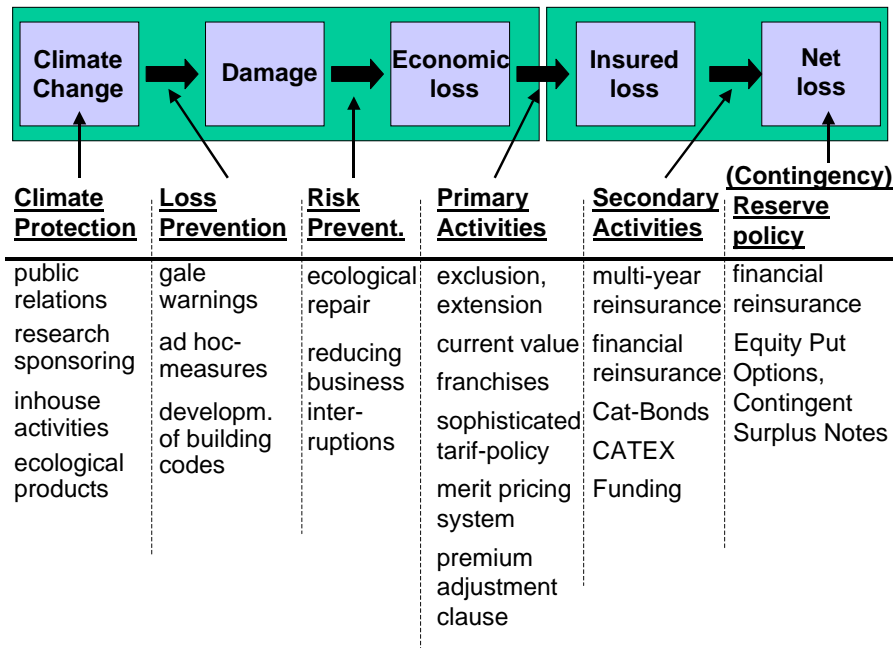 Climate
Change
Damage
Economic
loss
Insured
loss
Net
loss
Climate
Protection
public
relations
research
sponsoring
inhouse
activities
ecological
products
Loss
Prevention
gale
warnings
ad hoc-
measures
developm.
of building
codes
Risk
Prevent.
ecological
repair
reducing
business
inter-
ruptions
Primary
Activities
exclusion,
extension
current value
franchises
sophisticated
tarif-policy
merit pricing
system
premium
adjustment
clause
Secondary
Activities
multi-year
reinsurance
financial
reinsurance
Cat-Bonds
CATEX
Funding
(Contingency)
Reserve
policy
financial
reinsurance
Equity Put
Options,
Contingent
Surplus Notes